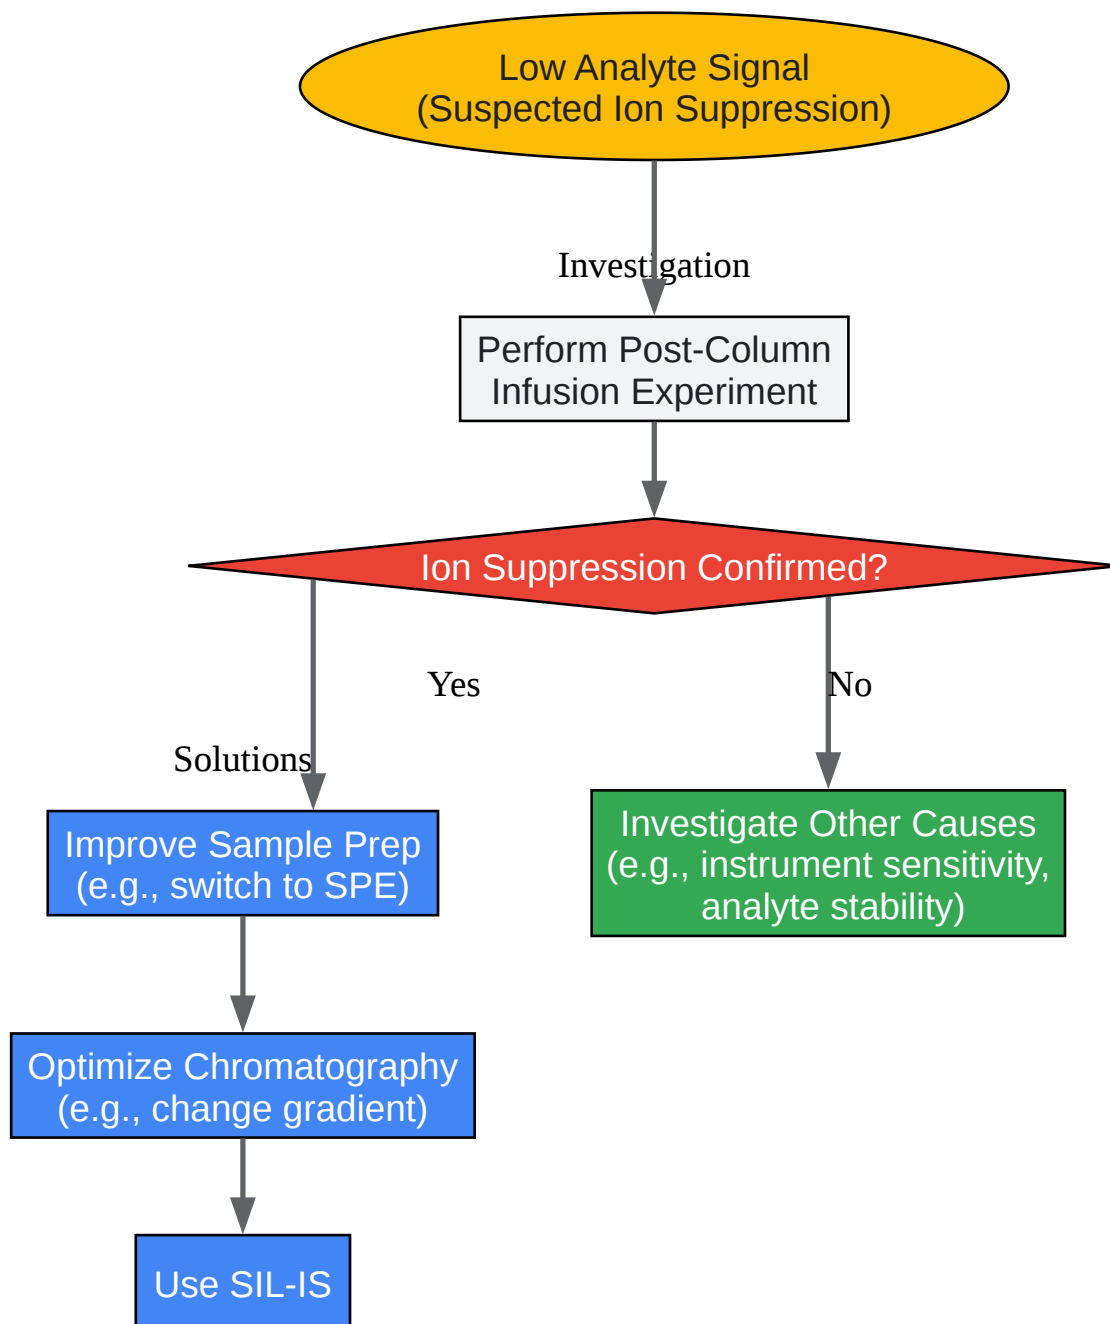 Low Analyte Signal
(Suspected Ion Suppression)
Investigation
Perform Post-Column
Infusion Experiment
Ion Suppression Confirmed?
Yes
No
Solutions
Improve Sample Prep
(e.g., switch to SPE)
Investigate Other Causes
(e.g., instrument sensitivity,
analyte stability)
Optimize Chromatography
(e.g., change gradient)
Use SIL-IS